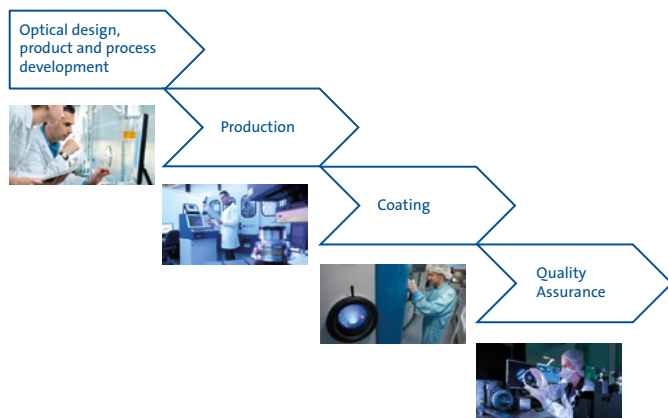 Optical design,
product and process
development
Production
Coating
Quality
Assurance